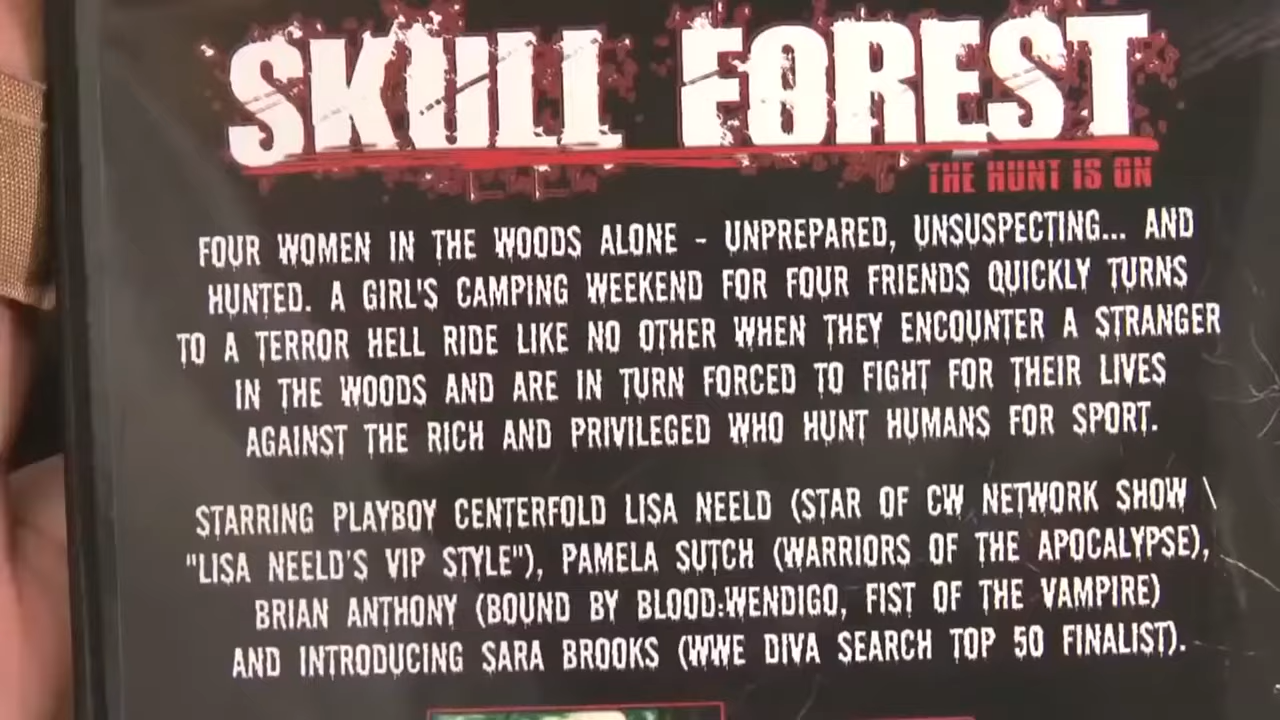 SKULL FOREST
THE HUNT IS ON
FOUR WOMEN IN THE WOODS ALONE - UNPREPARED, UNSUSPECTING... AND
HUNTED. A GIRL'S CAMPING WEEKEND FOR FOUR FRIENDS QUICKLY TURNS
TO A TERROR HELL RIDE LIKE NO OTHER WHEN THEY ENCOUNTER A STRANGER
IN THE WOODS AND ARE IN TURN FORCED TO FIGHT FOR THEIR LIVES
AGAINST THE RICH AND PRIVILEGED WHO HUNT HUMANS FOR SPORT.
STARRING PLAYBOY CENTERFOLD LISA NEELD (STAR OF CW NETWORK SHOW \
"LISA NEELD'S VIP STYLE"), PAMELA SUTCH (WARRIORS OF THE APOCALYPSE),
BRIAN ANTHONY (BOUND BY BLOOD:WENDIGO, FIST OF THE VAMPIRE)
AND INTRODUCING SARA BROOKS (WWE DIVA SEARCH TOP 50 FINALIST).